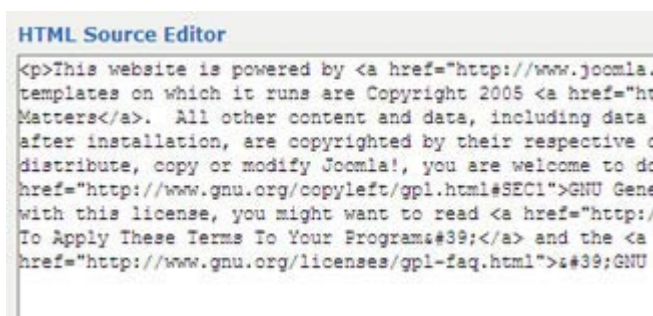 HTML Source Editor
<p>This website is powered by <a href="http://www.joomla.
templates on which it runs are Copyright 2005 <a href="ht
Matters</a>.  All other content and data, including data
after installation, are copyrighted by their respective o
distribute, copy or modify Joomla!, you are welcome to do
href="http://www.gnu.org/copyleft/gpl.html#SEC1">GNU Gene
with this license, you might want to read <a href="http:/
To Apply These Terms To Your Program&#39;</a> and the <a
href="http://www.gnu.org/licenses/gpl-faq.html">&#39;GNU